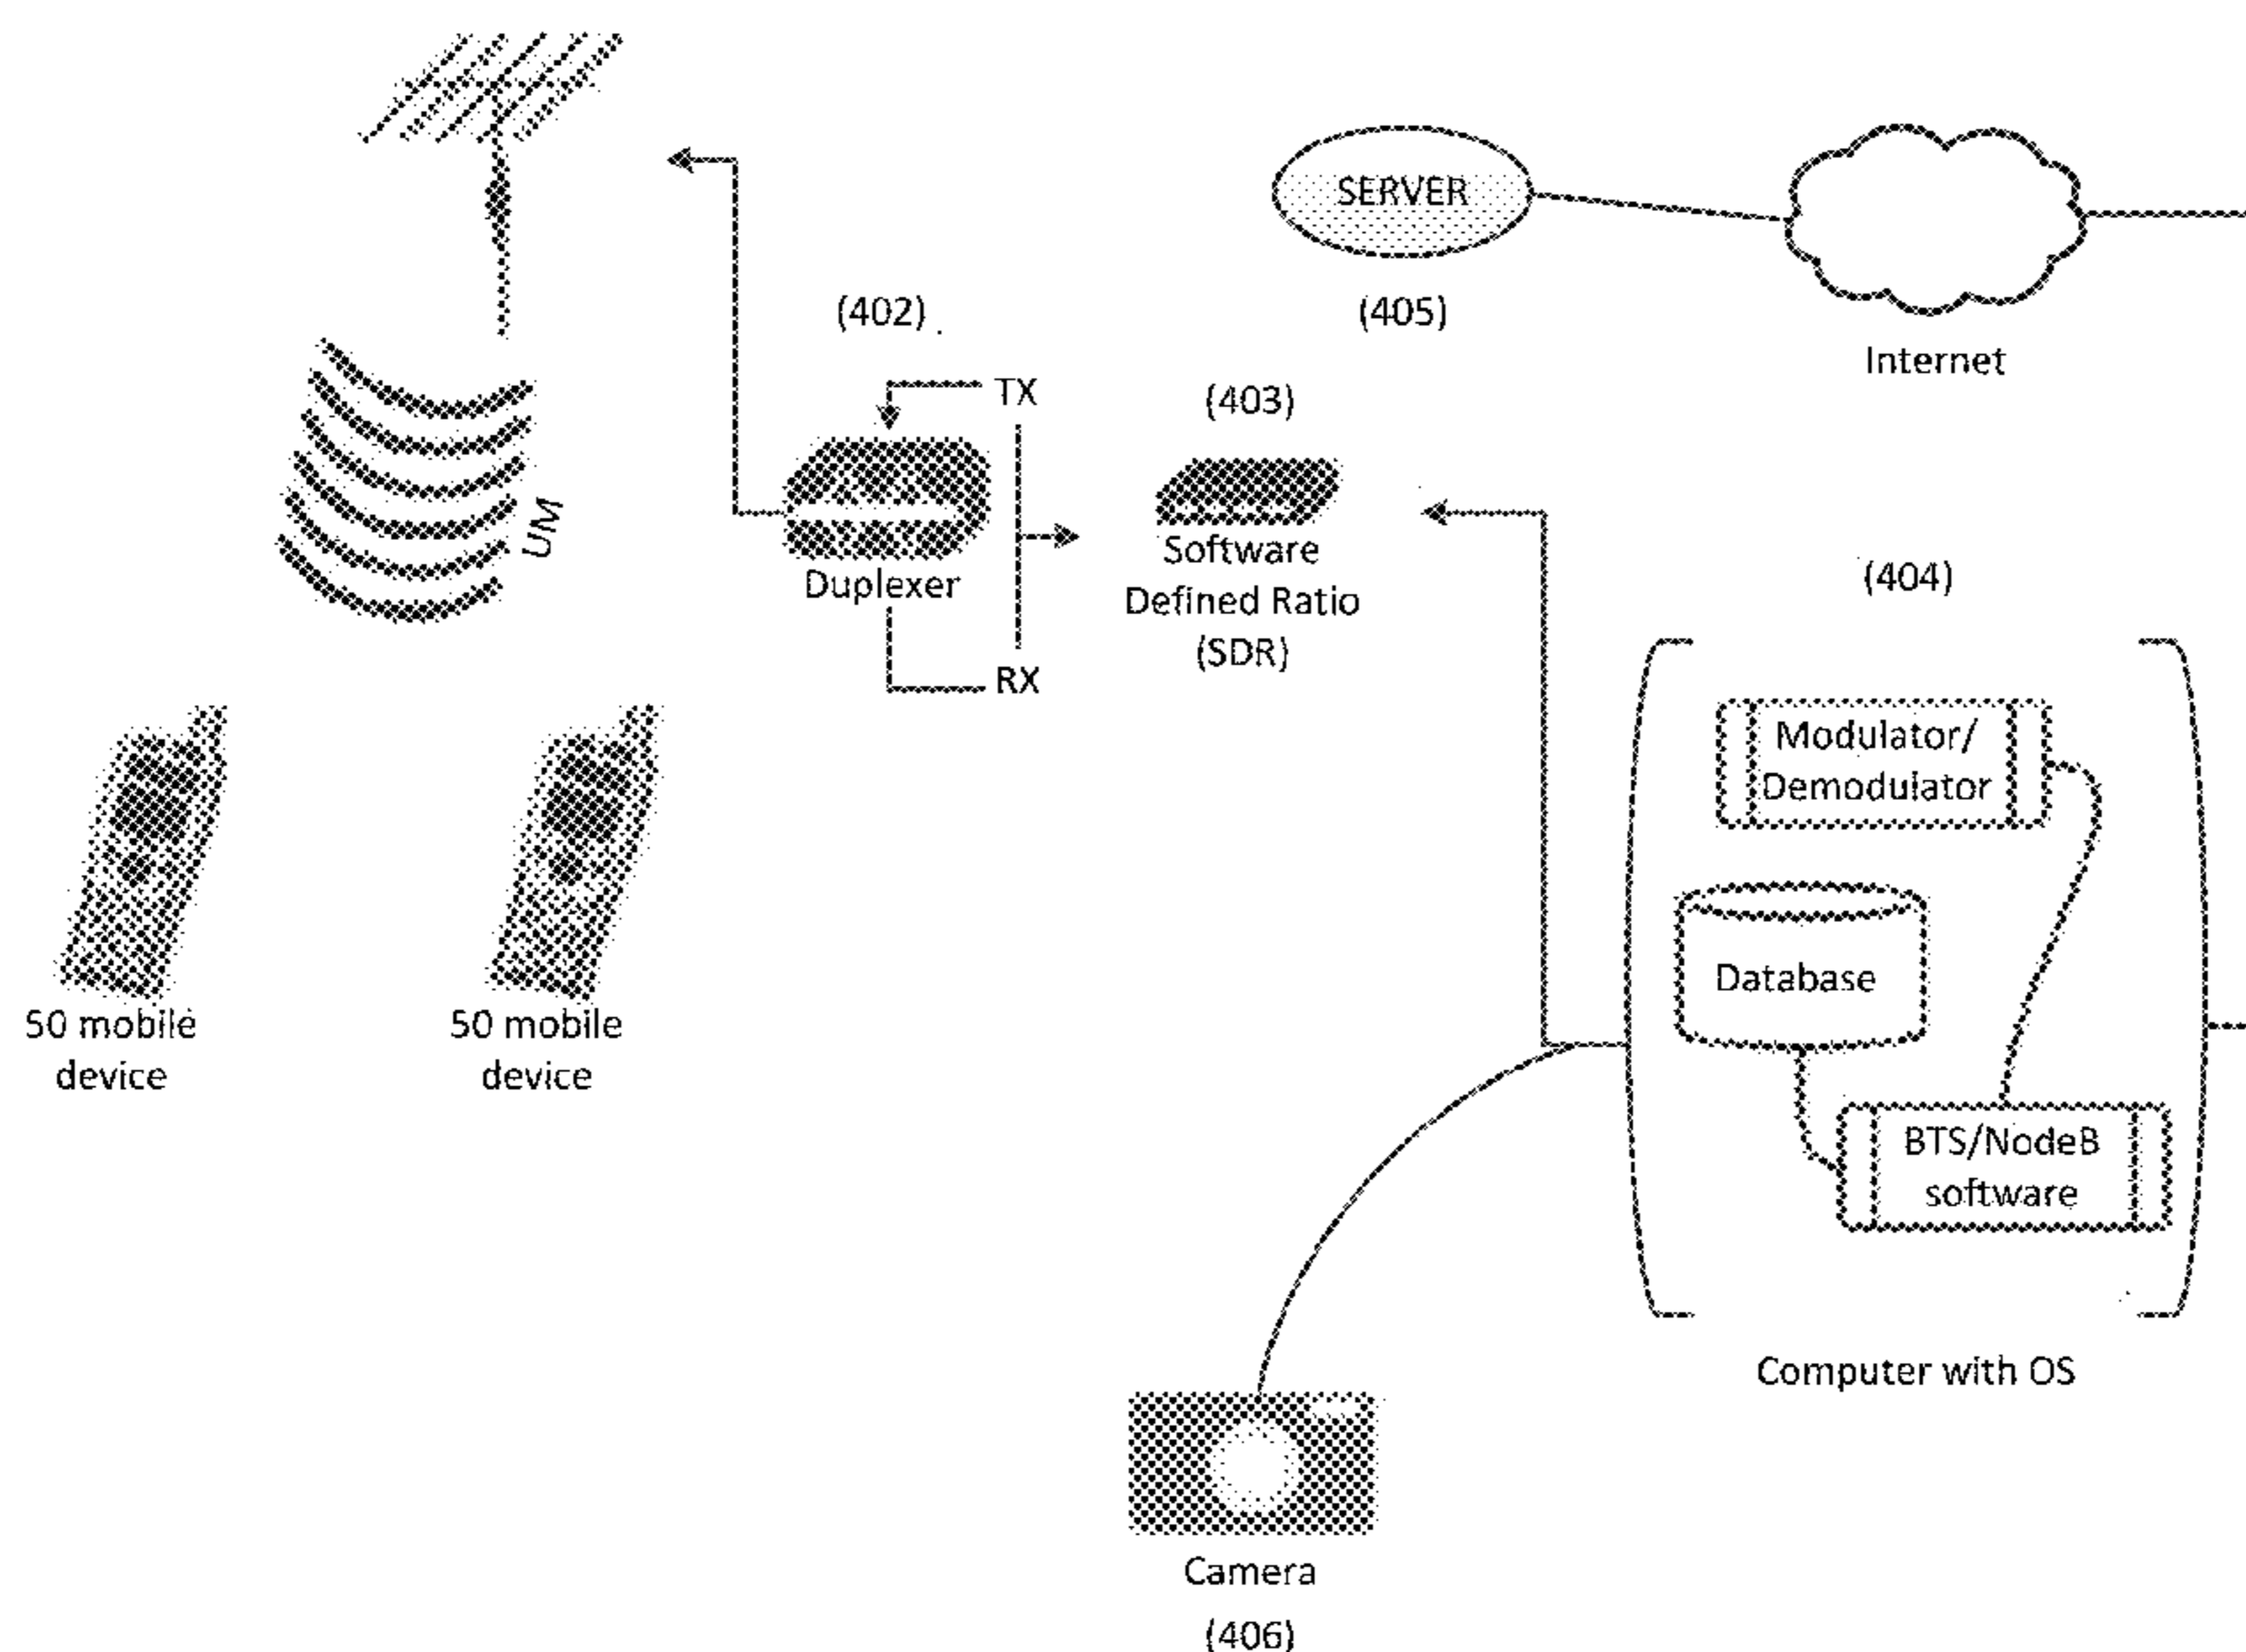 SERVER
(402)
(405)
Internet
TX
(403)
UM
Duplexer
Software
Defined Ratio
(SDR)
RX
(404)
Modulator/
Demodulator
Database
50 mobile
device
50 mobile
device
BTS/NodeB
software
Computer with OS
Camera
(406)